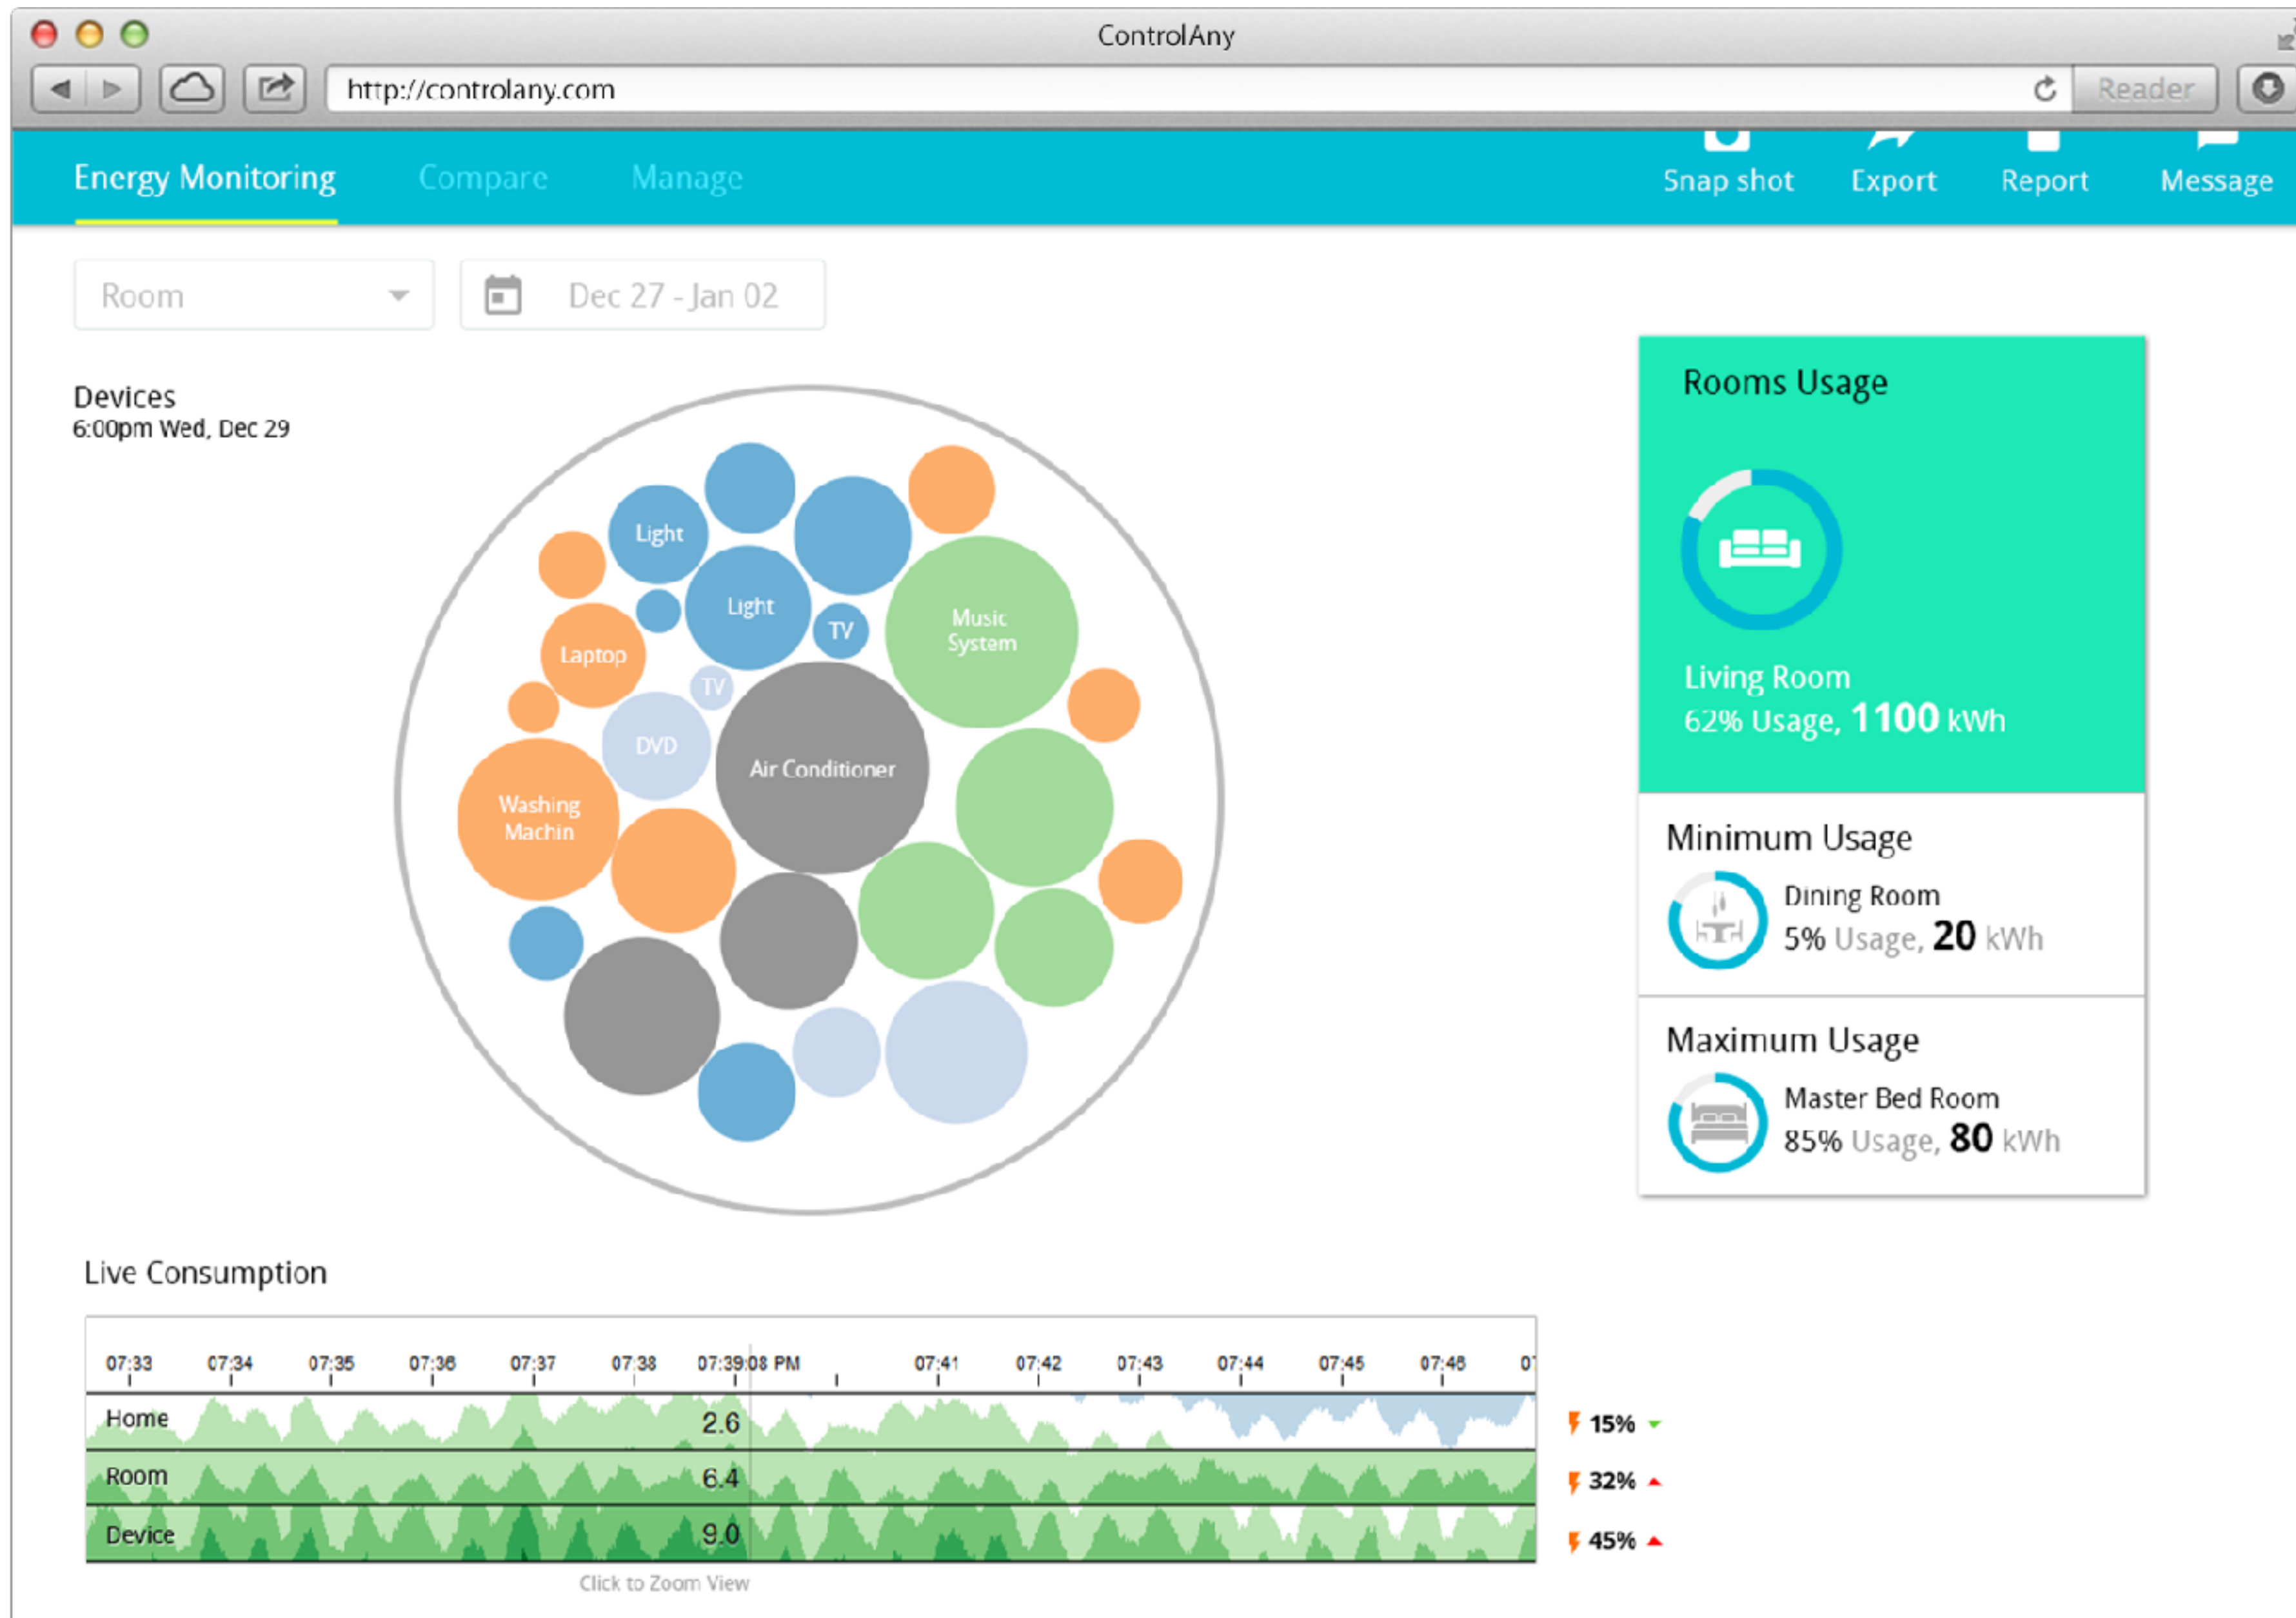 ControlAny
http://controlany.com
Reader
Energy Monitoring
Compare
Manage
Snap shot
Export
Report
Message
Room
Dec 27 - Jan 02
Devices
6:00pm Wed, Dec 29
Light
Light
TV
Music
System
Laptop
TV
DVD
Air Conditioner
Washing
Machin
Rooms Usage
Living Room
62% Usage, 1100 kWh
Minimum Usage
Dining Room
5% Usage, 20 kWh
Maximum Usage
Master Bed Room
85% Usage, 80 kWh
Live Consumption
07:33 07:34 07:35 07:36 07:37 07:38 07:39:08 PM 07:41 07:42 07:43 07:44 07:45 07:46
Home 2.6 15%
Room 6.4 32%
Device 9.0 45%
Click to Zoom View